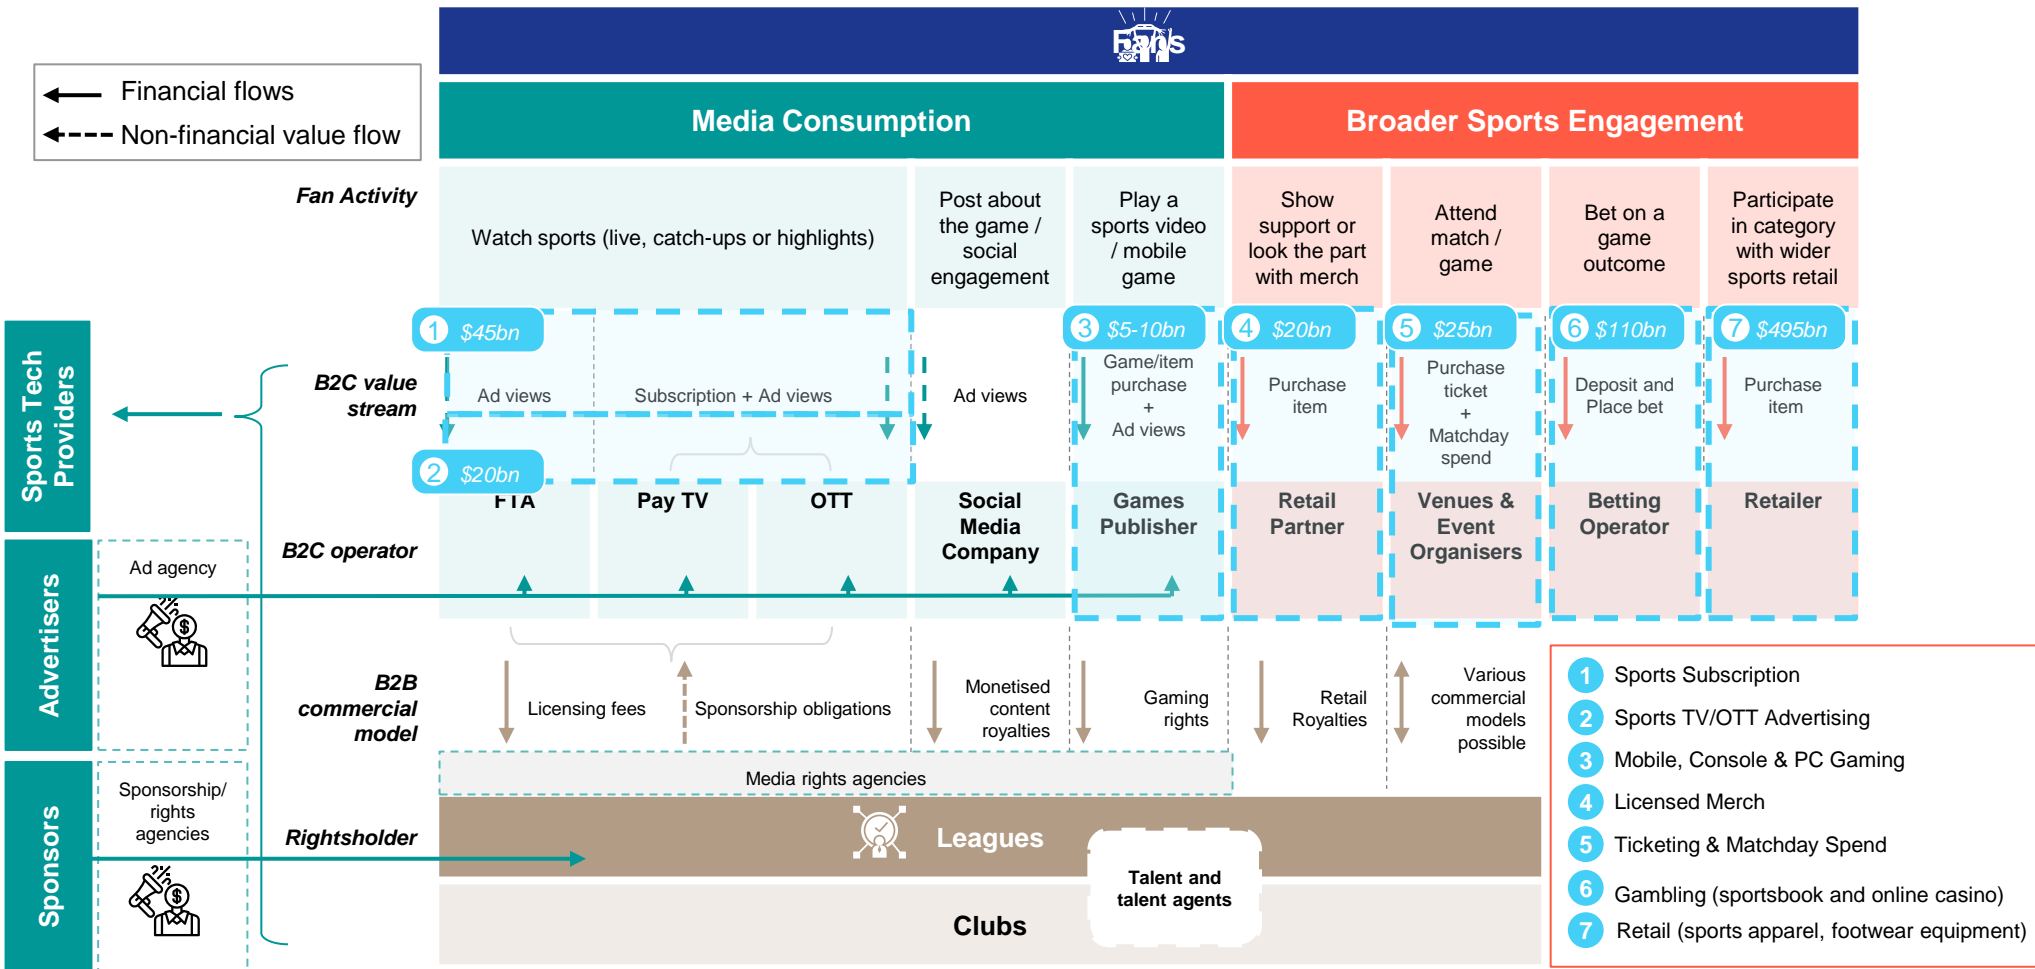 Fans
Financial flows
Non-financial value flow
Media Consumption
Broader Sports Engagement
Fan Activity
Watch sports (live, catch-ups or highlights)
Post about
the game /
social
engagement
Play a
sports video
/ mobile
game
Show
support or
look the part
with merch
Attend
match /
game
Bet on a
game
outcome
Participate
in category
with wider
sports retail
Sports Tech
Providers
B2C value
stream
1 $45bn
Ad views
Subscription + Ad views
2 $20bn
Ad views
3 $5-10bn
Game/item
purchase
+
Ad views
4 $20bn
Purchase
item
5 $25bn
Purchase
ticket
+
Matchday
spend
6 $110bn
Deposit and
Place bet
7 $495bn
Purchase
item
B2C operator
FTA
Pay TV
OTT
Social
Media
Company
Games
Publisher
Retail
Partner
Venues &
Event
Organisers
Betting
Operator
Retailer
Advertisers
Ad agency
B2B
commercial
model
Licensing fees
Sponsorship obligations
Monetised
content
royalties
Gaming
rights
Retail
Royalties
Various
commercial
models
possible
Media rights agencies
Sponsors
Sponsorship/
rights
agencies
Rightsholder
Leagues
Talent and
talent agents
Clubs
1 Sports Subscription
2 Sports TV/OTT Advertising
3 Mobile, Console & PC Gaming
4 Licensed Merch
5 Ticketing & Matchday Spend
6 Gambling (sportsbook and online casino)
7 Retail (sports apparel, footwear equipment)